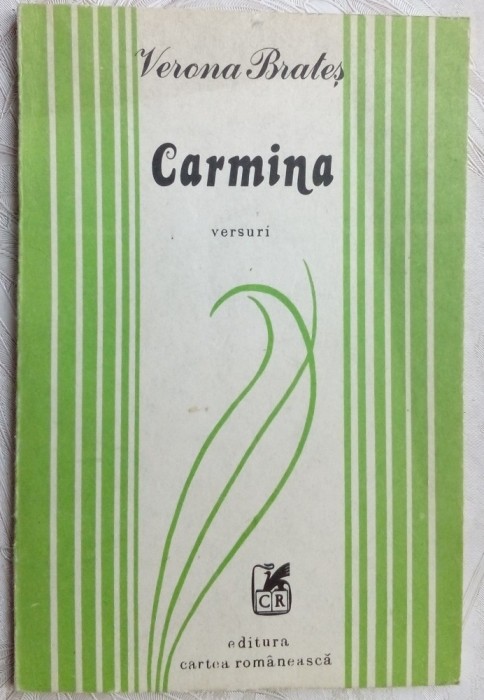 Verona Brateș
Carmina
versuri
CR
editura
cartea românească